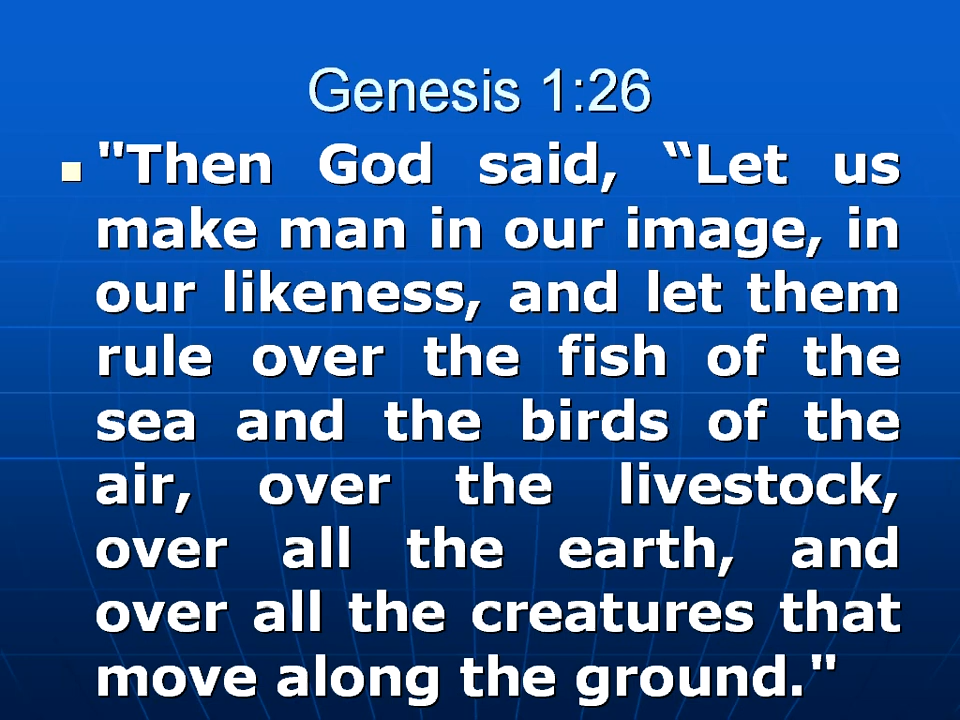 Genesis 1:26
"Then God said, “Let us
make man in our image, in
our likeness, and let them
rule over the fish of the
sea and the birds of the
air, over the livestock,
over all the earth, and
over all the creatures that
move along the ground."